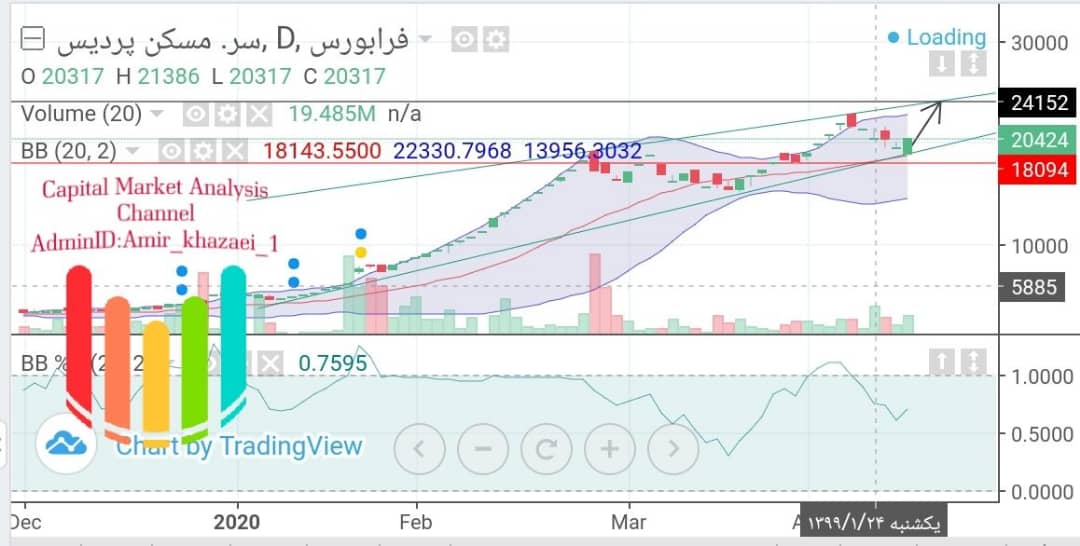 سر. مسکن پردیس, D, فرابورس
Loading
O 20317 H 21386 L 20317 C 20317
Volume (20) 19.485M n/a
BB (20, 2) 18143.5500 22330.7968 13956.3032
Capital Market Analysis
Channel
AdminID:Amir_khazaei_1
30000
24152
20424
18094
10000
5885
BB % 0.7595
1.0000
0.5000
0.0000
Chart by TradingView
Dec 2020 Feb Mar
یکشنبه ۱۳۹۹/۱/۲۴